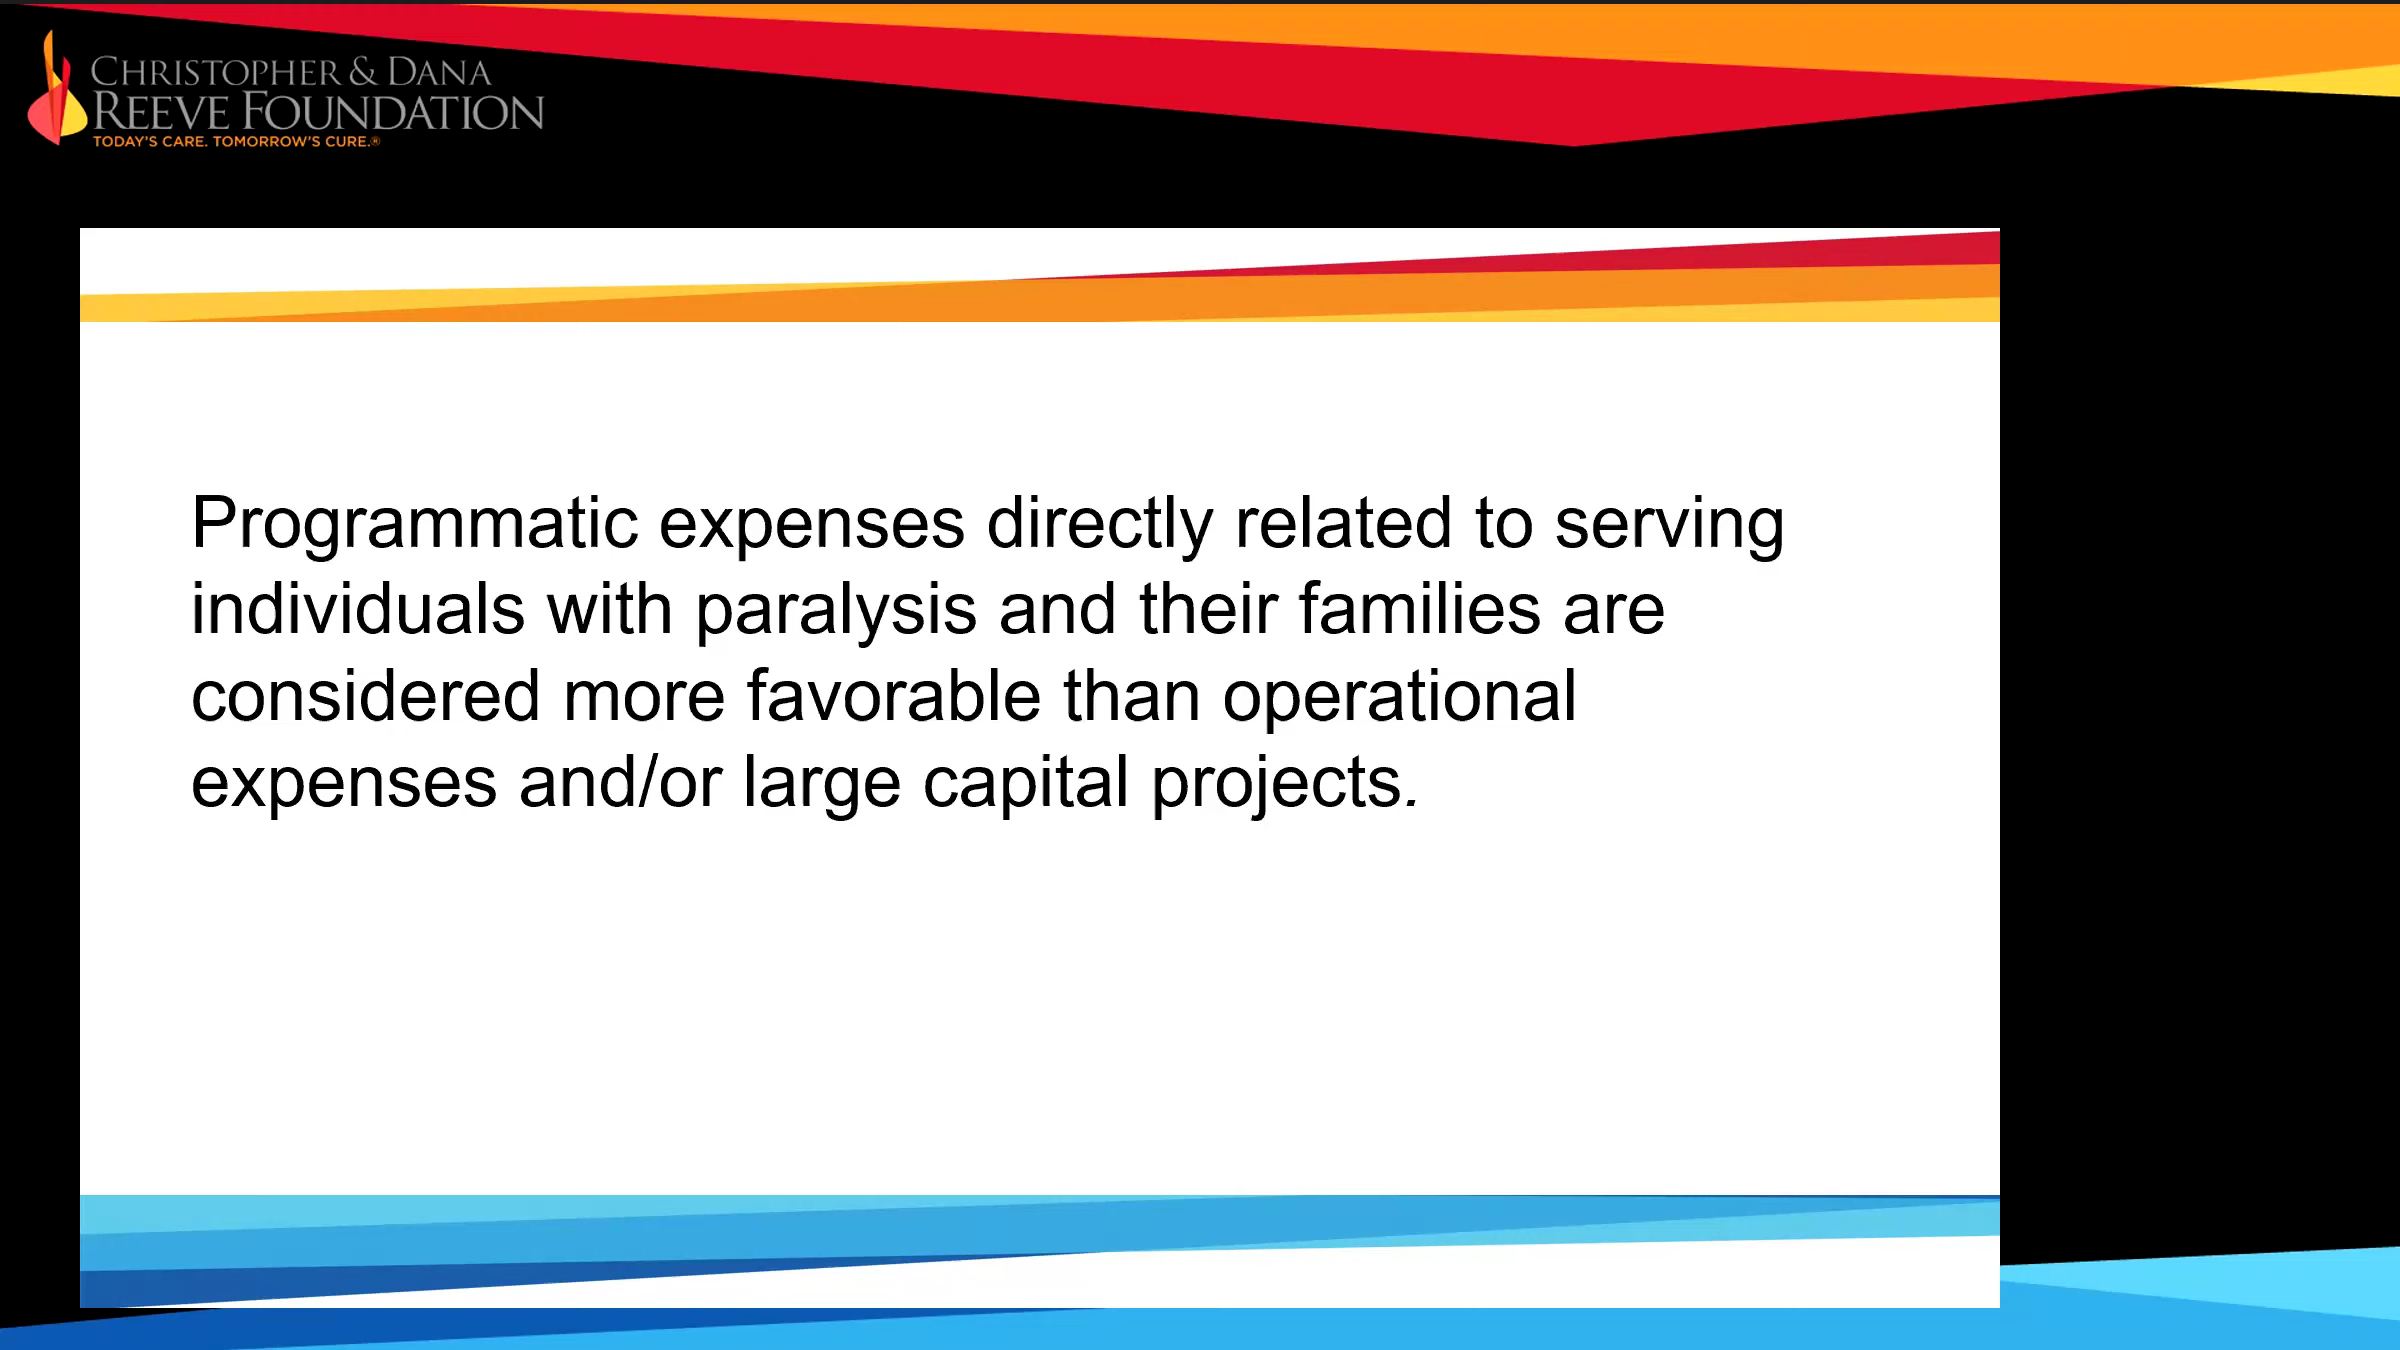 CHRISTOPHER & DANA
REEVE FOUNDATION
TODAY'S CARE. TOMORROW'S CURE.®
Programmatic expenses directly related to serving
individuals with paralysis and their families are
considered more favorable than operational
expenses and/or large capital projects.